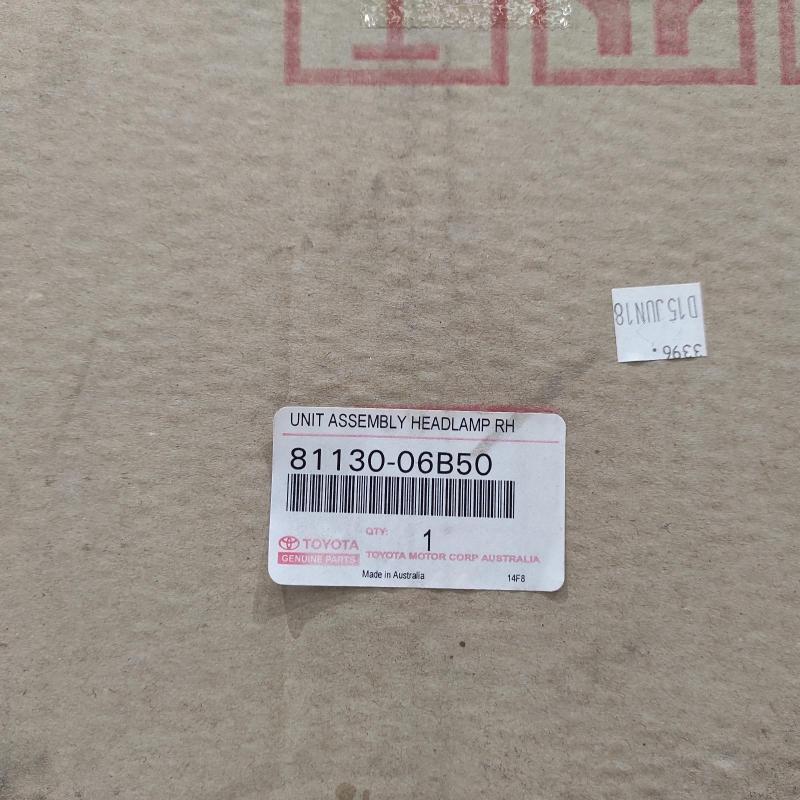 D15JUN18
3396.
UNIT ASSEMBLY HEADLAMP RH
81130-06B50
QTY: 1
TOYOTA
GENUINE PARTS
TOYOTA MOTOR CORP AUSTRALIA
Made in Australia
14F8